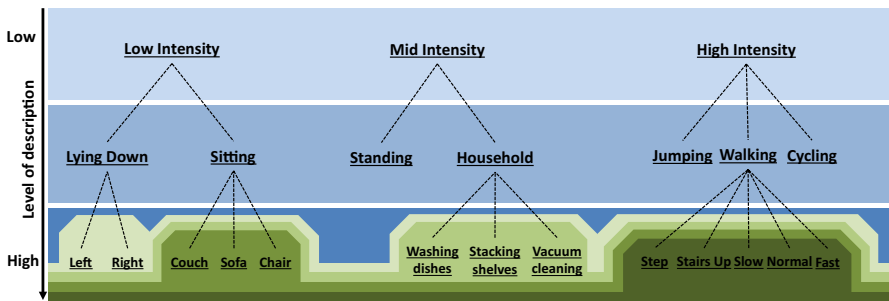 Low
Low Intensity
Mid Intensity
High Intensity
Level of description
Lying Down
Sitting
Standing
Household
Jumping
Walking
Cycling
High
Left
Right
Couch
Sofa
Chair
Washing
dishes
Stacking
shelves
Vacuum
cleaning
Step
Stairs Up
Slow
Normal
Fast